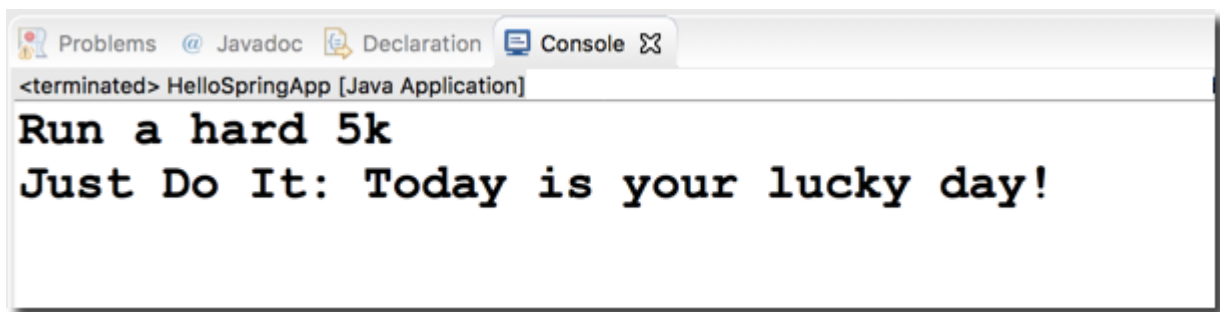 Problems @ Javadoc Declaration Console
<terminated> HelloSpringApp [Java Application]
Run a hard 5k
Just Do It: Today is your lucky day!